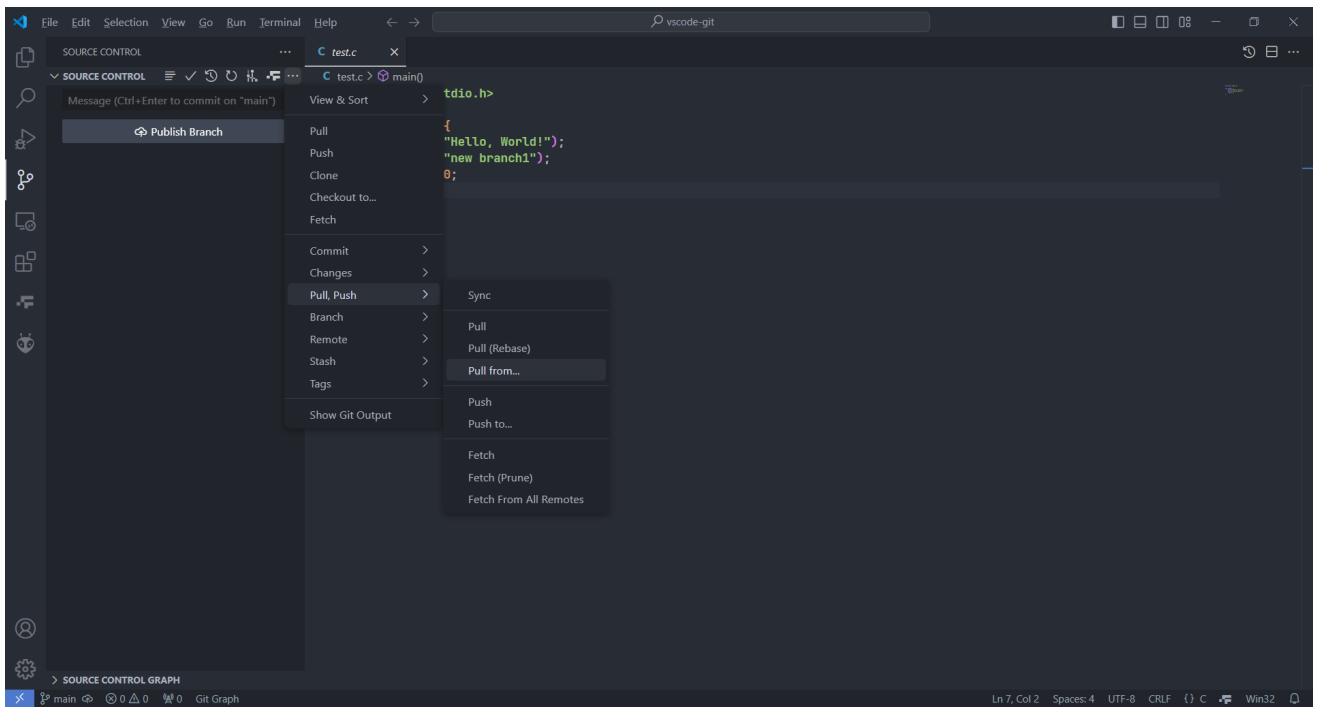 File Edit Selection View Go Run Terminal Help
vscode-git
SOURCE CONTROL
SOURCE CONTROL
Message (Ctrl+Enter to commit on "main")
Publish Branch
SOURCE CONTROL GRAPH
C test.c
C test.c > main()
tdio.h>
{
"Hello, World!");
"new branch1");
0;
View & Sort
Pull
Push
Clone
Checkout to...
Fetch
Commit
Changes
Pull, Push
Branch
Remote
Stash
Tags
Show Git Output
Sync
Pull
Pull (Rebase)
Pull from...
Push
Push to...
Fetch
Fetch (Prune)
Fetch From All Remotes
main 0 0 0 Git Graph Ln 7, Col 2 Spaces: 4 UTF-8 CRLF {} C Win32